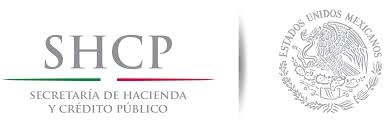 SHCP
SECRETARÍA DE HACIENDA
Y CRÉDITO PÚBLICO
ESTADOS UNIDOS MEXICANOS